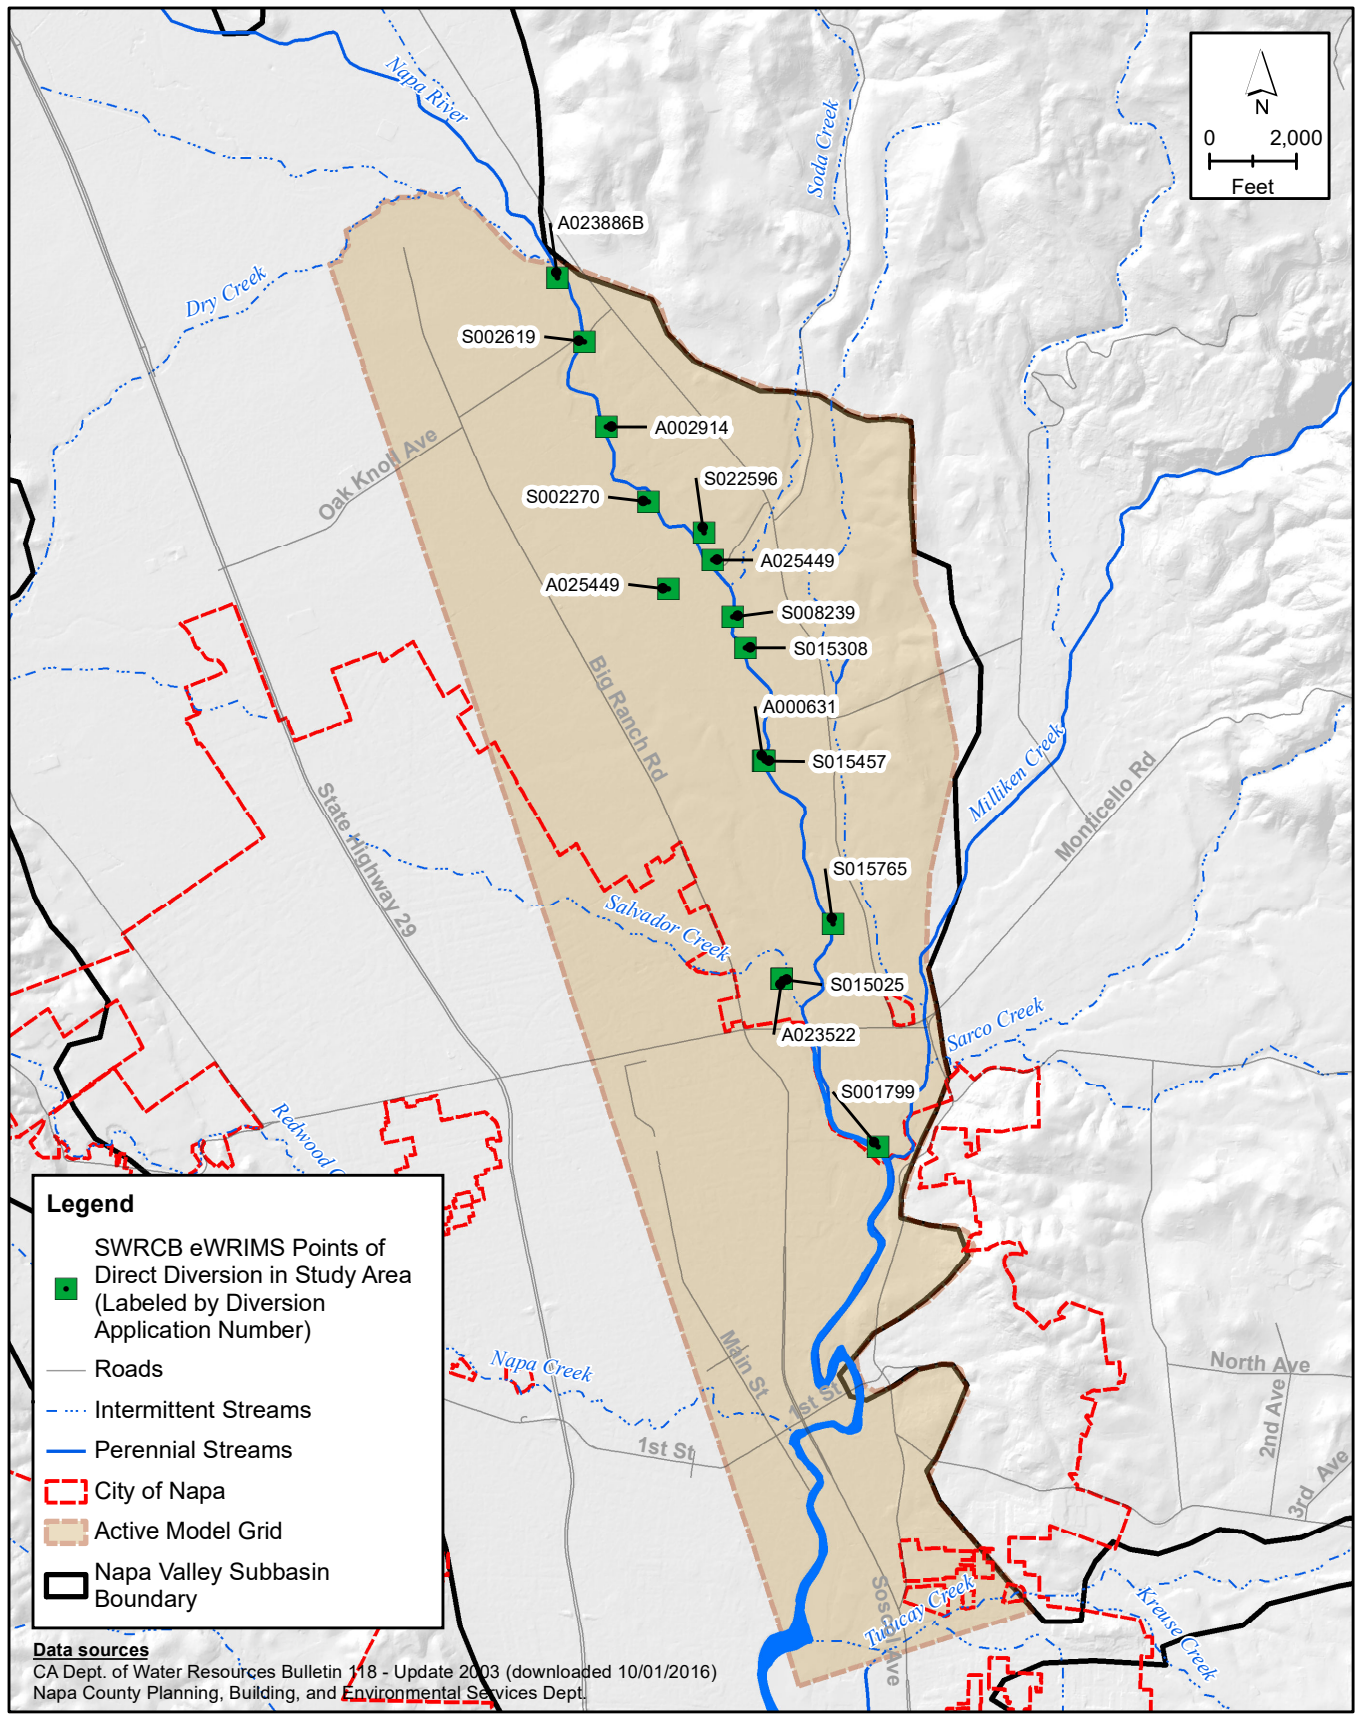 Napa River
Soda Creek
N
0 2,000
Feet
A023886B
Dry Creek
S002619
A002914
Oak Knoll Ave
S022596
S002270
A025449
A025449
S008239
S015308
Big Ranch Rd
A000631
S015457
Milliken Creek
Monticello Rd
State Highway 29
S015765
Salvador Creek
S015025
A023522
Sarco Creek
S001799
Redwood C
Legend
SWRCB eWRIMS Points of
Direct Diversion in Study Area
(Labeled by Diversion
Application Number)
Roads
Intermittent Streams
Perennial Streams
City of Napa
Active Model Grid
Napa Valley Subbasin
Boundary
Napa Creek
Main St
1st St
1st St
North Ave
2nd Ave
3rd Ave
Soscol Ave
Tulucay Creek
Kreuse Creek
Data sources
CA Dept. of Water Resources Bulletin 118 - Update 2003 (downloaded 10/01/2016)
Napa County Planning, Building, and Environmental Services Dept.